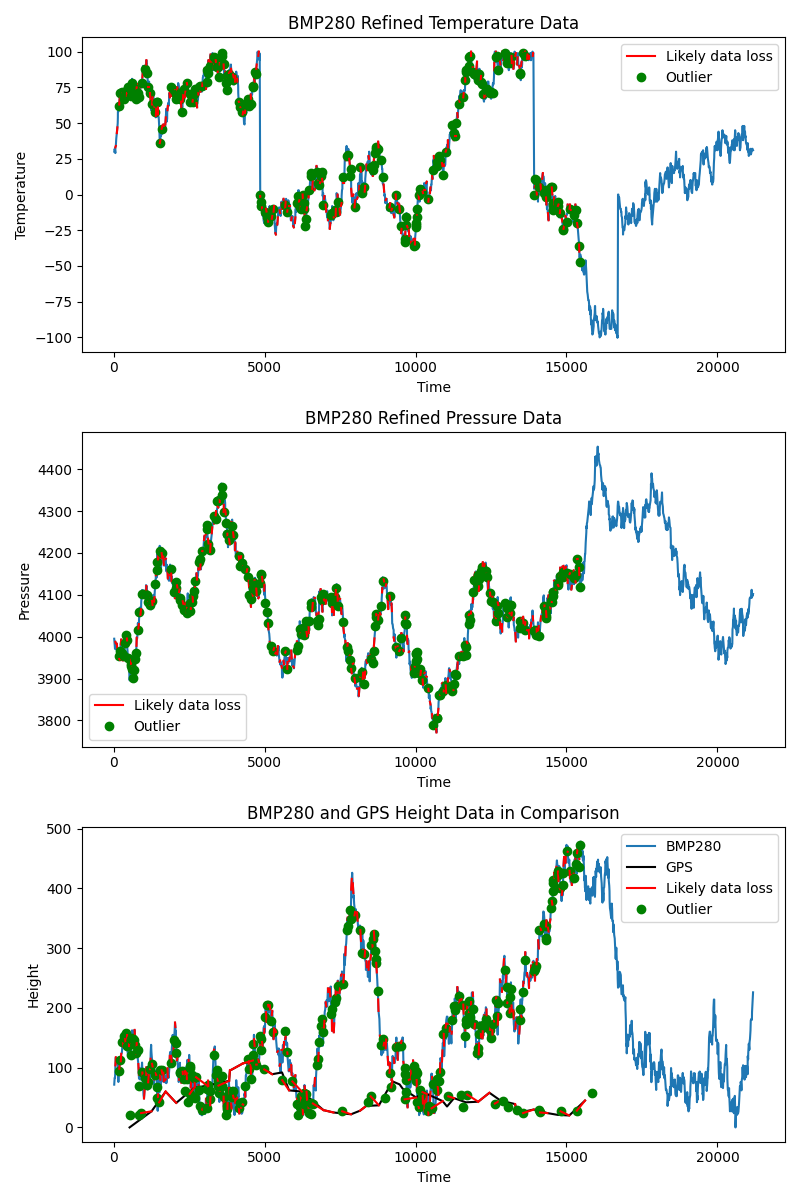 BMP280 Refined Temperature Data
100
75
50
25
0
−25
−50
−75
−100
Temperature
Likely data loss
Outlier
0 5000 10000 15000 20000
Time
BMP280 Refined Pressure Data
4400
4300
4200
4100
4000
3900
3800
Pressure
Likely data loss
Outlier
0 5000 10000 15000 20000
Time
BMP280 and GPS Height Data in Comparison
500
400
300
200
100
0
Height
BMP280
GPS
Likely data loss
Outlier
0 5000 10000 15000 20000
Time